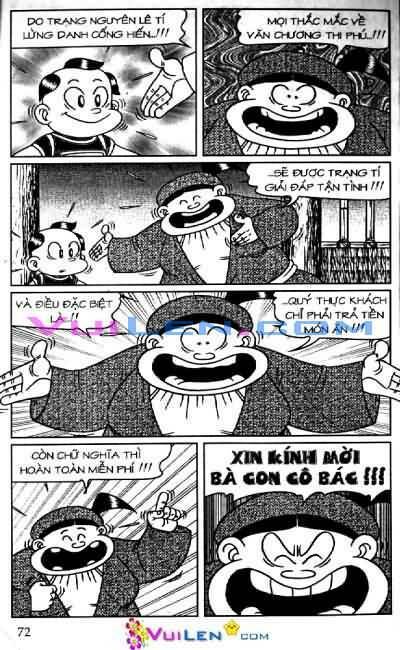 DO TRẠNG NGUYÊN LÊ TÍ
LỪNG DANH CỐNG HIẾN..!!!
MỌI THẮC MẮC VỀ
VĂN CHƯƠNG THI PHÚ..!!!
...SẼ ĐƯỢC TRẠNG TÍ
GIẢI ĐÁP TẬN TÌNH !!!
VÀ ĐIỀU ĐẶC BIỆT
LÀ !!
...QUÝ THỰC KHÁCH
CHỈ PHẢI TRẢ TIỀN
MÓN ĂN !!!
VUILEN.COM
CÒN CHỮ NGHĨA THÌ
HOÀN TOÀN MIỄN PHÍ !!!
XIN KÍNH MỜI
BÀ CON CÔ BÁC !!!
72
VUILEN.COM